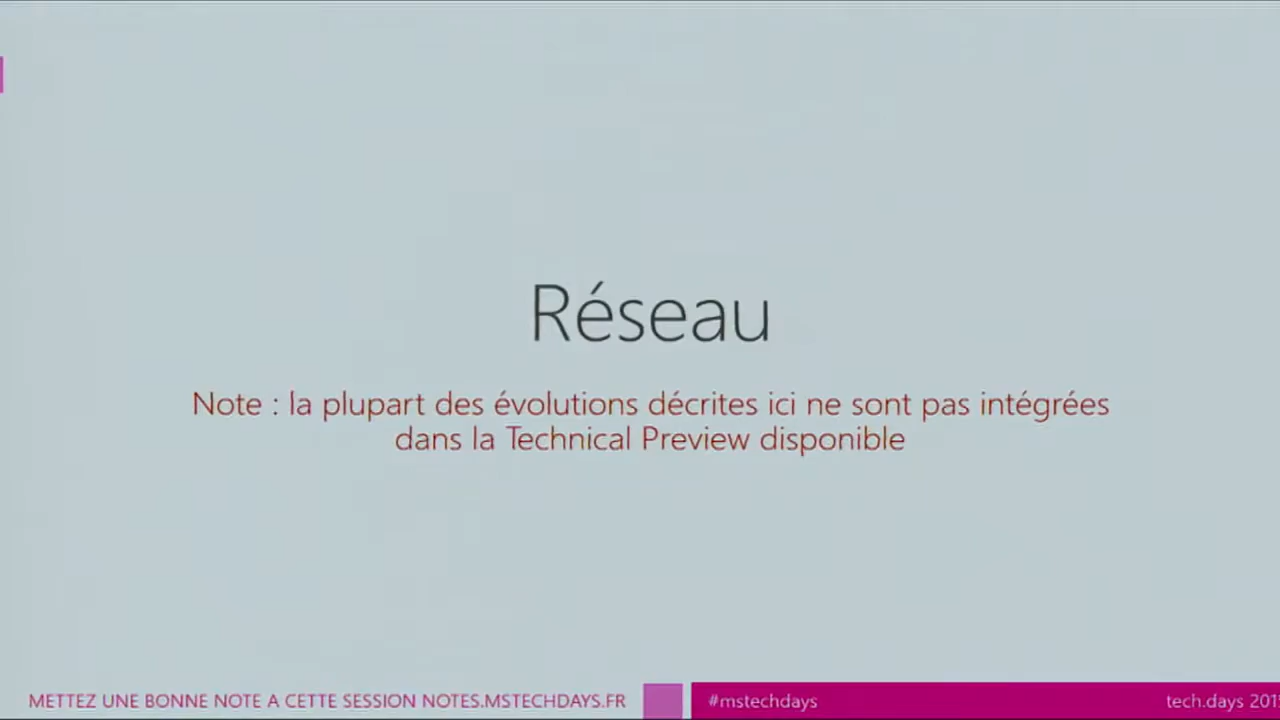 Réseau
Note : la plupart des évolutions décrites ici ne sont pas intégrées
dans la Technical Preview disponible
METTEZ UNE BONNE NOTE A CETTE SESSION NOTES.MSTECHDAYS.FR
#mstechdays
tech.days